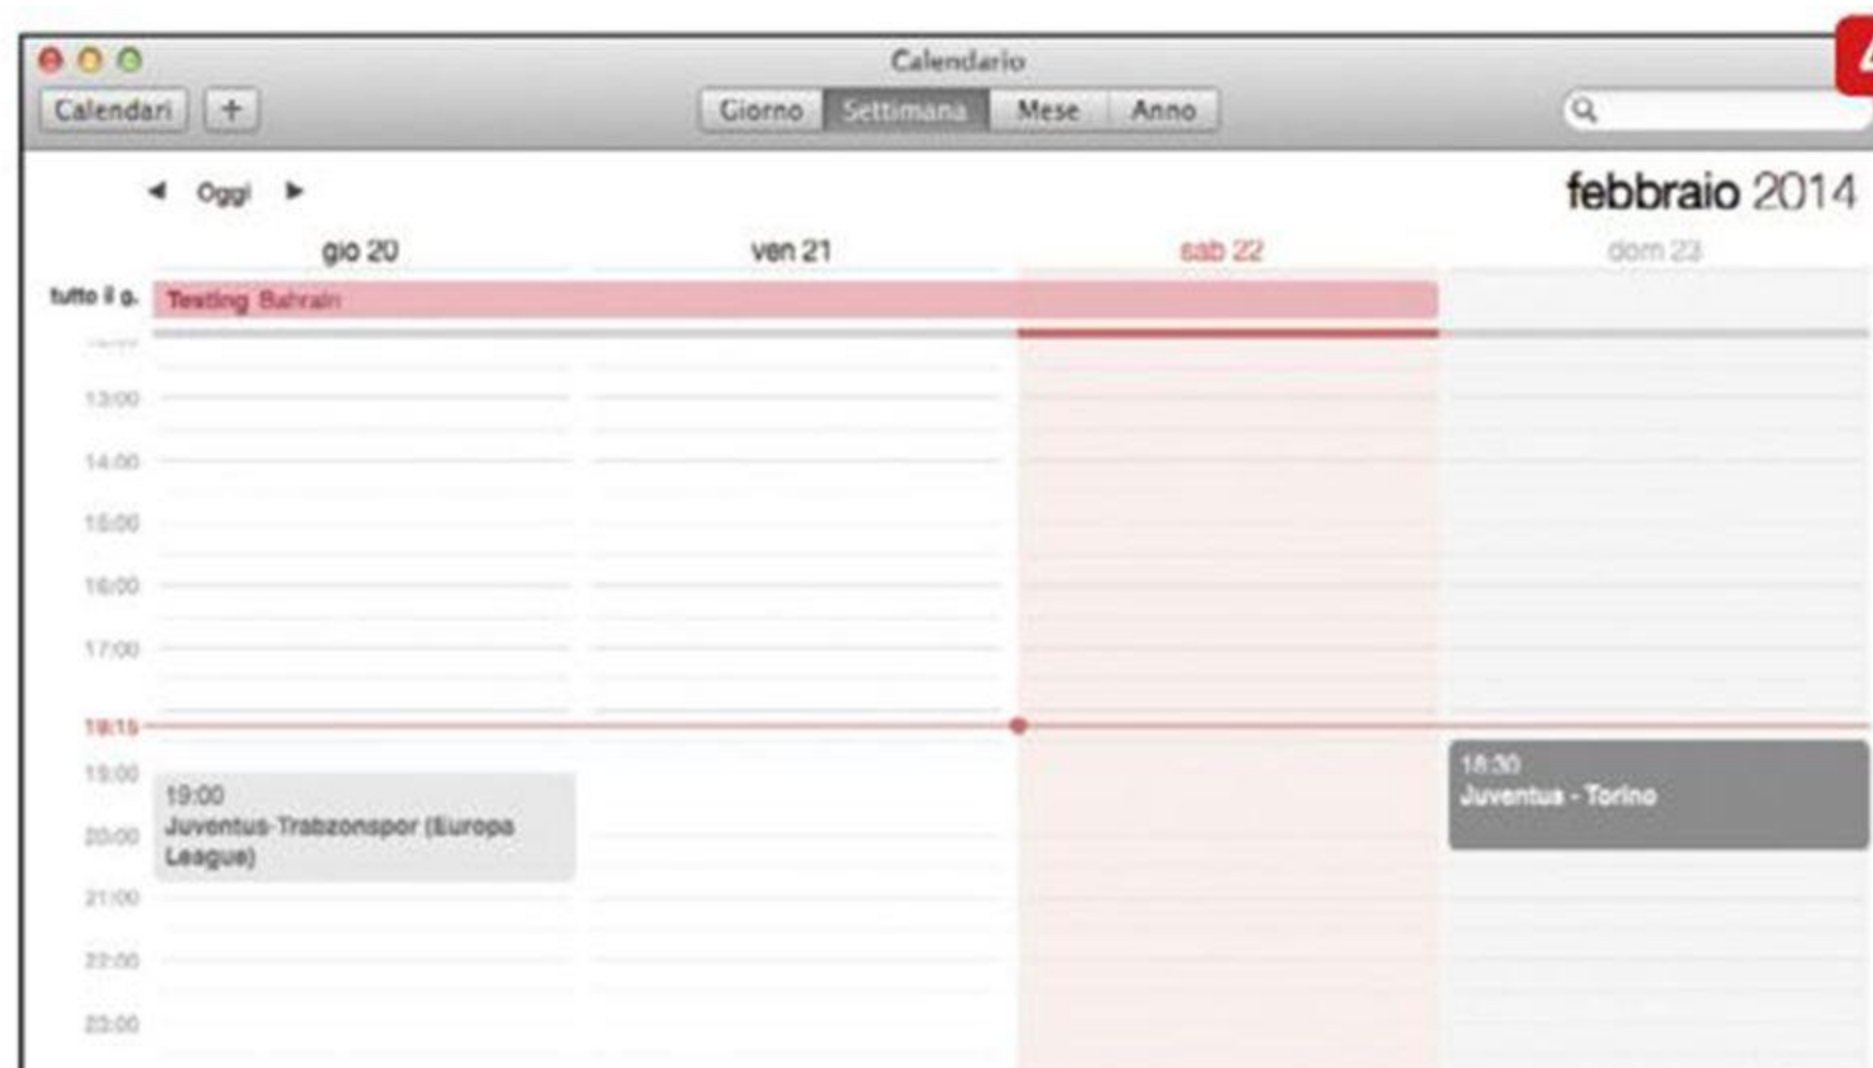 Calendario
Calendari + Giorno Settimana Mese Anno
Oggi febbraio 2014
gio 20 ven 21 sab 22 dom 23
tutto il g. Testing Bahrain
13:00
14:00
15:00
16:00
17:00
18:15
18:30
19:00
19:00 Juventus - Torino
Juventus-Trabzonspor (Europa
20:00
League)
21:00
22:00
23:00